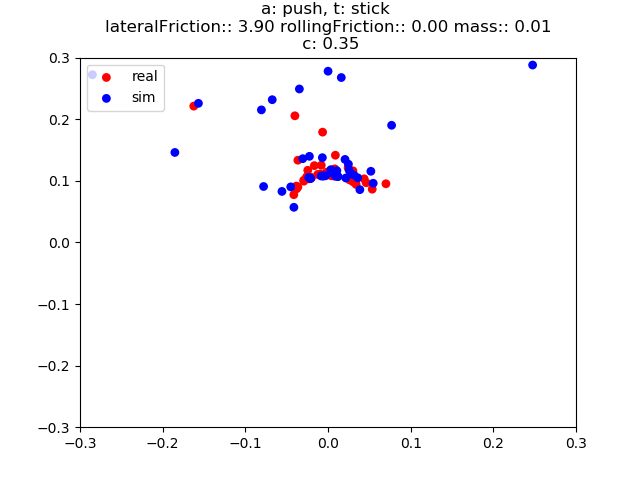 a: push, t: stick
lateralFriction:: 3.90 rollingFriction:: 0.00 mass:: 0.01
c: 0.35
real
sim
0.3
0.2
0.1
0.0
−0.1
−0.2
−0.3
−0.3 −0.2 −0.1 0.0 0.1 0.2 0.3